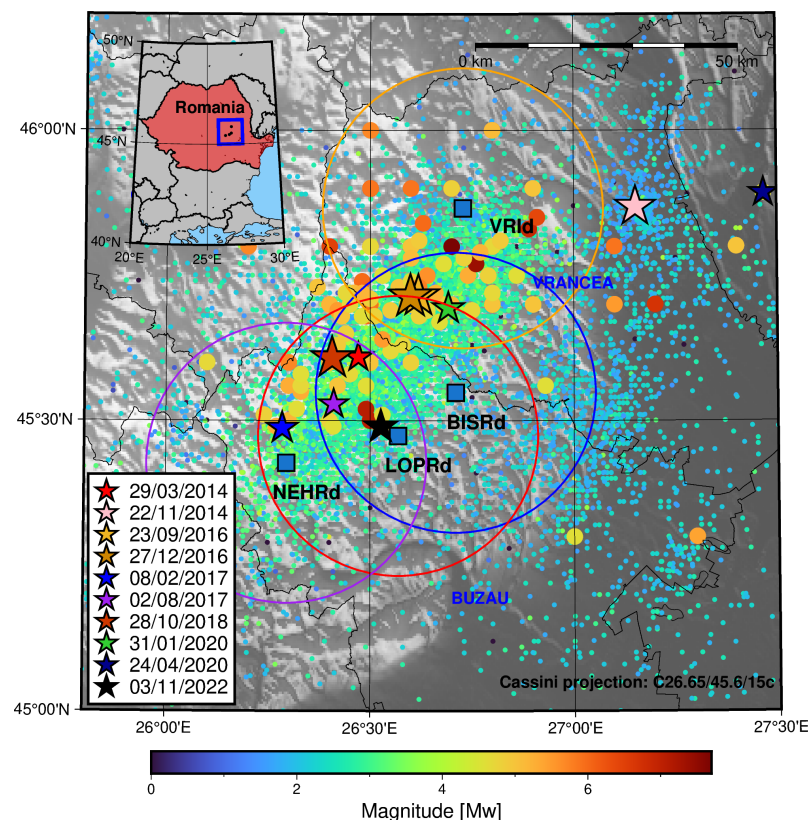 50°N
Romania
45°N
40°N
20°E
25°E
30°E
0 km
50 km
46°00'N
45°30'N
45°00'N
VRId
VRANCEA
BISRd
LOPRd
NEHRd
BUZAU
29/03/2014
22/11/2014
23/09/2016
27/12/2016
08/02/2017
02/08/2017
28/10/2018
31/01/2020
24/04/2020
03/11/2022
Cassini projection: C26.65/45.6/15c
26°00'E
26°30'E
27°00'E
27°30'E
0
2
4
6
Magnitude [Mw]